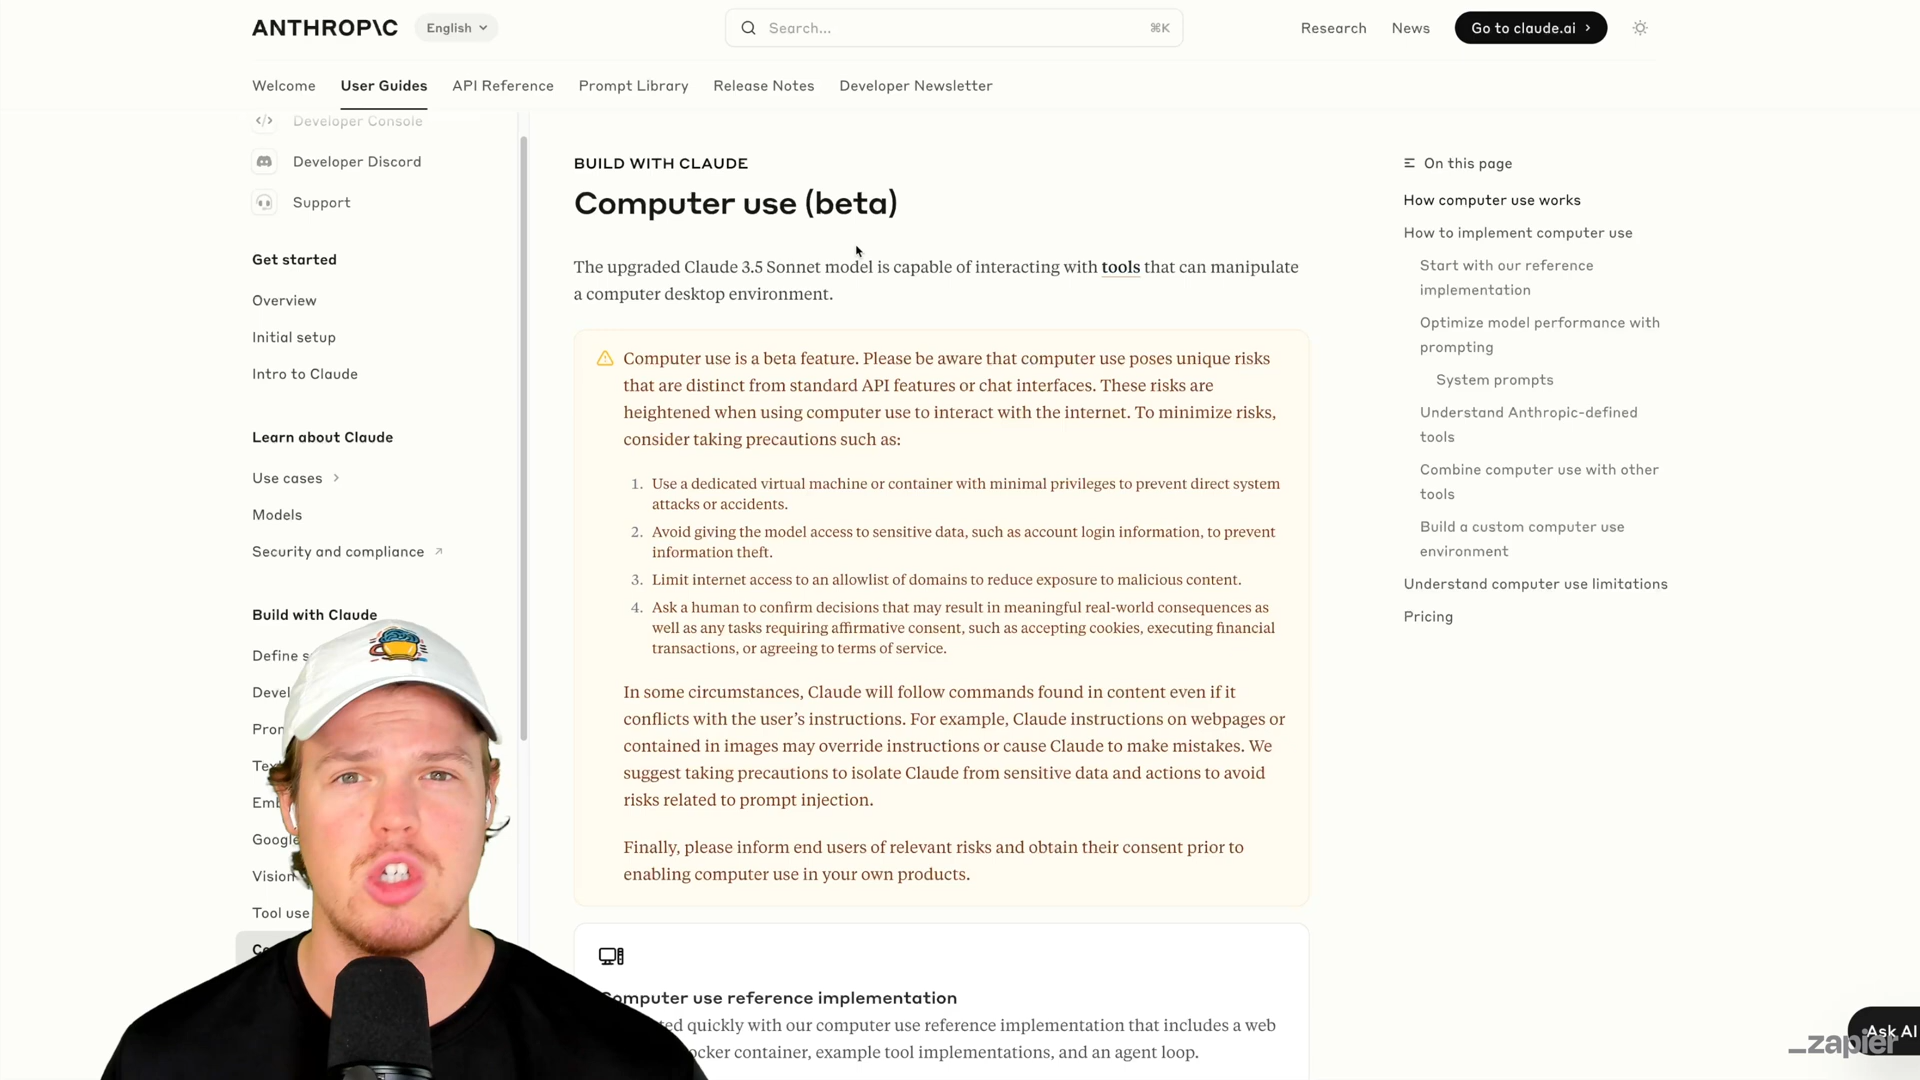 ANTHROP\C
English
Search...
⌘K
Research
News
Go to claude.ai
Welcome
User Guides
API Reference
Prompt Library
Release Notes
Developer Newsletter
Developer Console
Developer Discord
Support
Get started
Overview
Initial setup
Intro to Claude
Learn about Claude
Use cases
Models
Security and compliance
Build with Claude
Define
Google
Vision
Tool use
BUILD WITH CLAUDE
Computer use (beta)
The upgraded Claude 3.5 Sonnet model is capable of interacting with tools that can manipulate
a computer desktop environment.
Computer use is a beta feature. Please be aware that computer use poses unique risks
that are distinct from standard API features or chat interfaces. These risks are
heightened when using computer use to interact with the internet. To minimize risks,
consider taking precautions such as:
1. Use a dedicated virtual machine or container with minimal privileges to prevent direct system
attacks or accidents.
2. Avoid giving the model access to sensitive data, such as account login information, to prevent
information theft.
3. Limit internet access to an allowlist of domains to reduce exposure to malicious content.
4. Ask a human to confirm decisions that may result in meaningful real-world consequences as
well as any tasks requiring affirmative consent, such as accepting cookies, executing financial
transactions, or agreeing to terms of service.
In some circumstances, Claude will follow commands found in content even if it
conflicts with the user’s instructions. For example, Claude instructions on webpages or
contained in images may override instructions or cause Claude to make mistakes. We
suggest taking precautions to isolate Claude from sensitive data and actions to avoid
risks related to prompt injection.
Finally, please inform end users of relevant risks and obtain their consent prior to
enabling computer use in your own products.
Computer use reference implementation
quickly with our computer use reference implementation that includes a web
container, example tool implementations, and an agent loop.
On this page
How computer use works
How to implement computer use
Start with our reference
implementation
Optimize model performance with
prompting
System prompts
Understand Anthropic-defined
tools
Combine computer use with other
tools
Build a custom computer use
environment
Understand computer use limitations
Pricing
Ask AI
_zapier